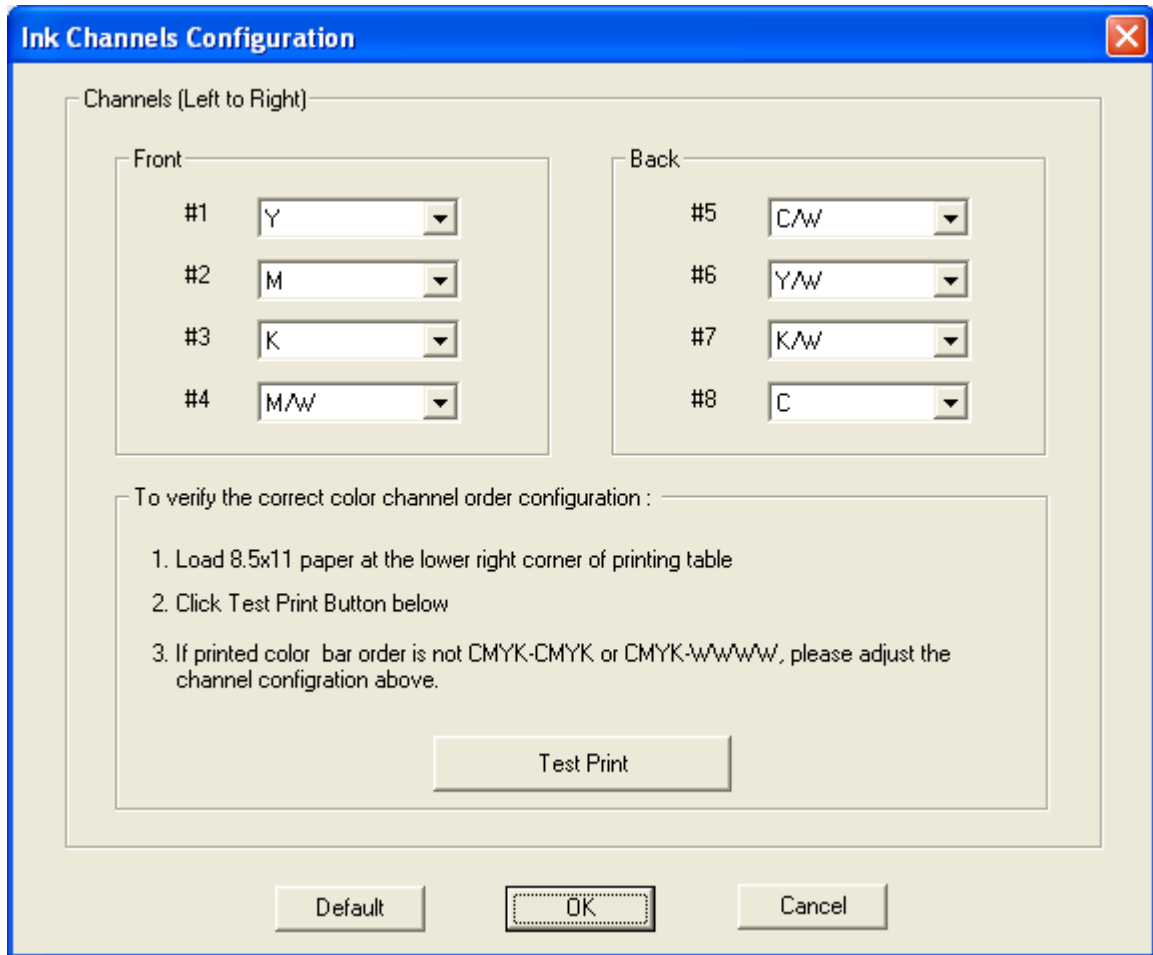 Ink Channels Configuration
Channels (Left to Right)
Front
#1 Y
#2 M
#3 K
#4 M/W
Back
#5 C/W
#6 Y/W
#7 K/W
#8 C
To verify the correct color channel order configuration :
1. Load 8.5x11 paper at the lower right corner of printing table
2. Click Test Print Button below
3. If printed color bar order is not CMYK-CMYK or CMYK-WWWW, please adjust the
channel configration above.
Test Print
Default
OK
Cancel